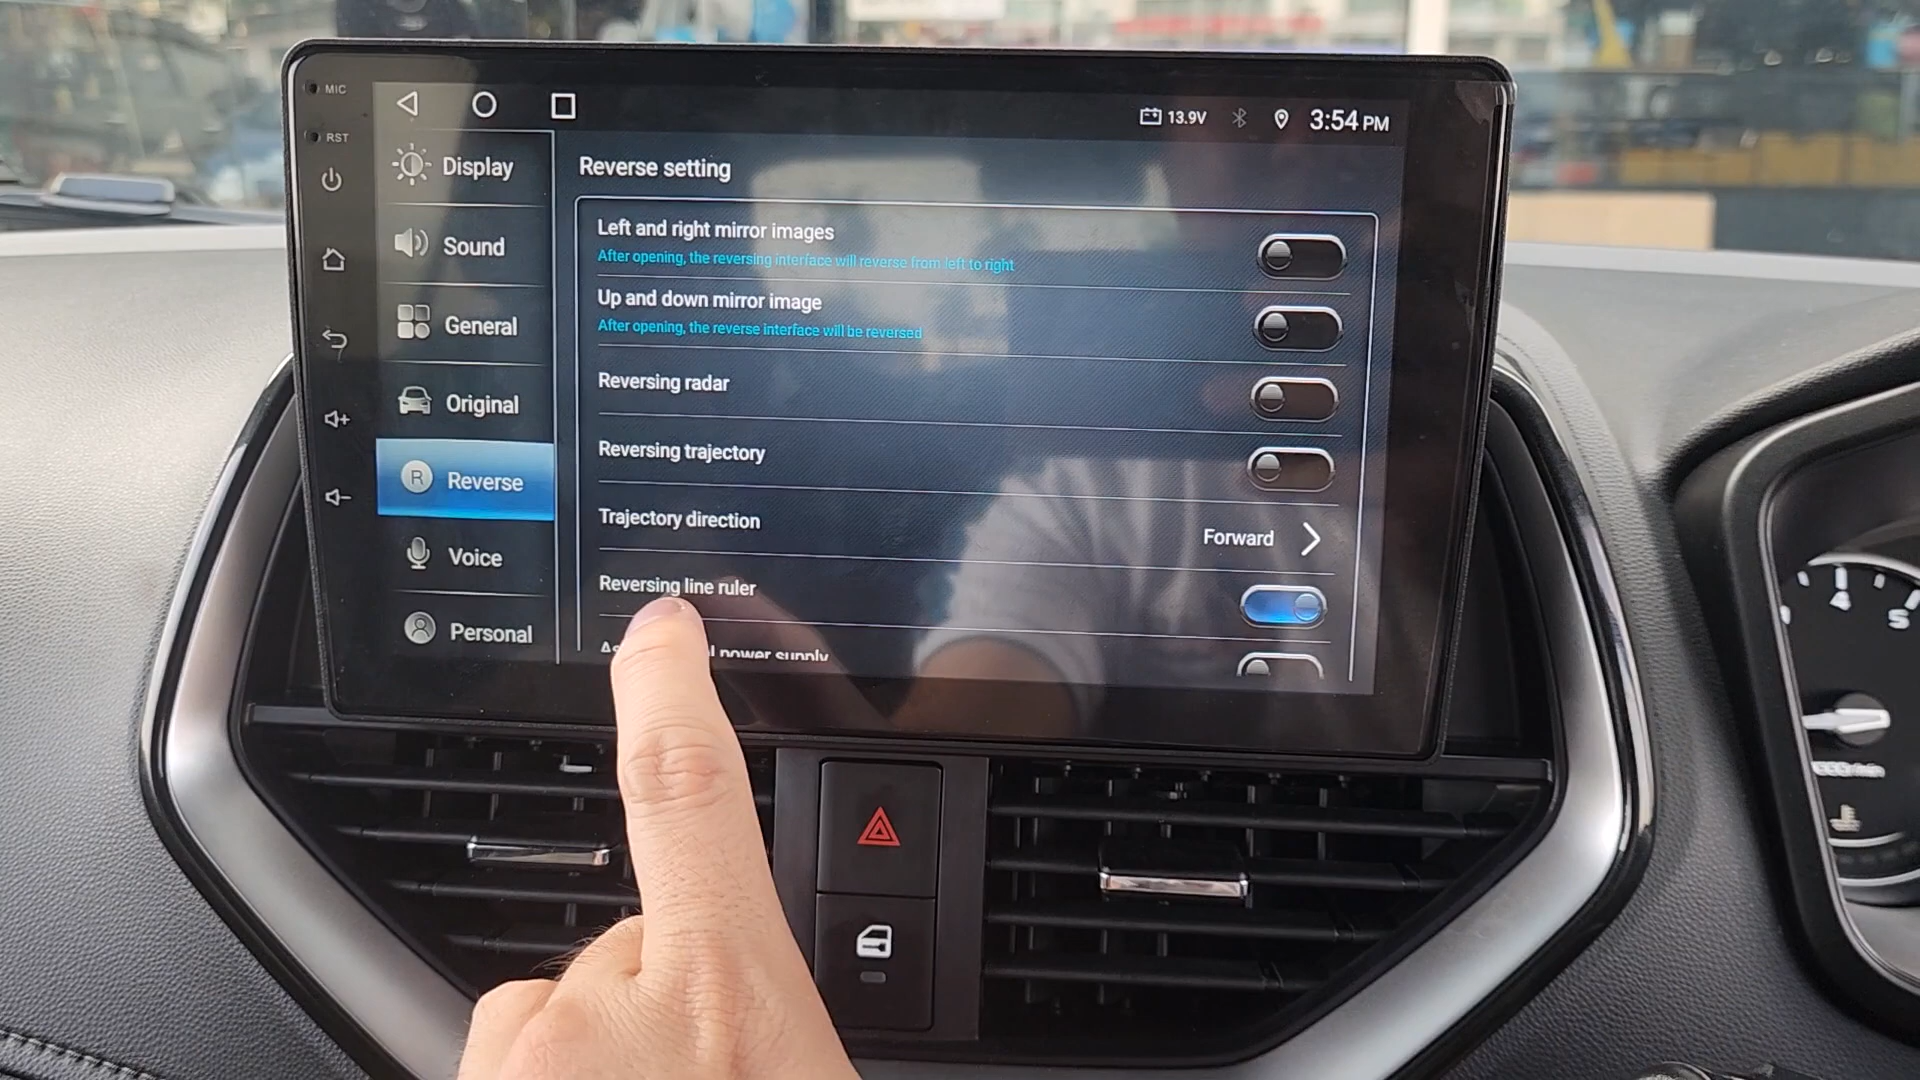 MIC
RST
13.9V
3:54 PM
Display
Sound
General
Original
R
Reverse
Voice
Personal
Reverse setting
Left and right mirror images
After opening, the reversing interface will reverse from left to right
Up and down mirror image
After opening, the reverse interface will be reversed
Reversing radar
Reversing trajectory
Trajectory direction
Forward
Reversing line ruler
power supply
4
5